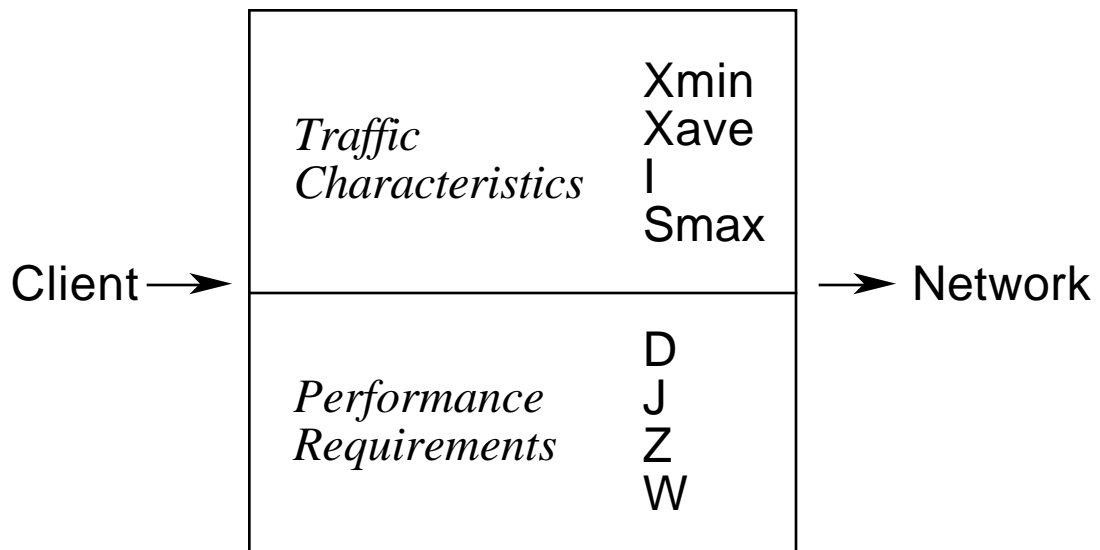 Traffic
Characteristics
Xmin
Xave
I
Smax
Client
Network
Performance
Requirements
D
J
Z
W